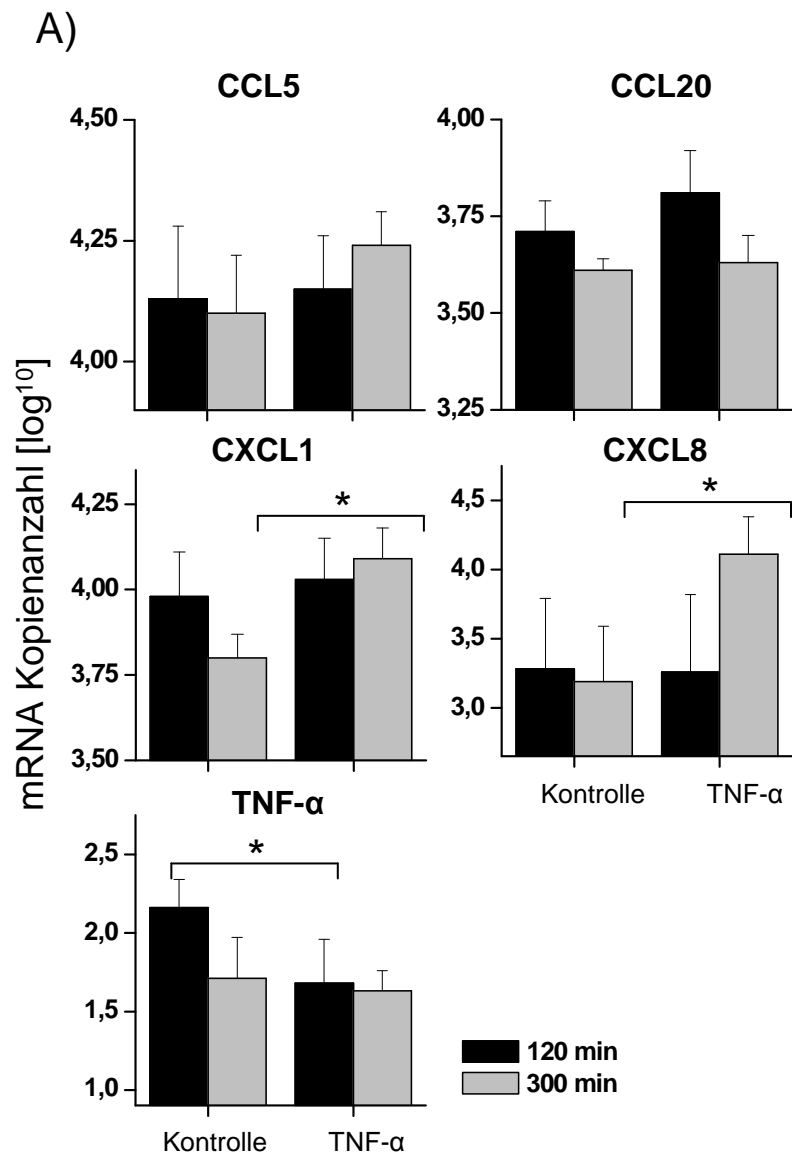 A)
CCL5
4,50
4,25
4,00
CCL20
4,00
3,75
3,50
3,25
mRNA Kopienanzahl [log¹⁰]
CXCL1
4,25
4,00
3,75
3,50
*
CXCL8
4,5
4,0
3,5
3,0
*
Kontrolle TNF-α
TNF-α
2,5
2,0
1,5
1,0
*
Kontrolle TNF-α
120 min
300 min